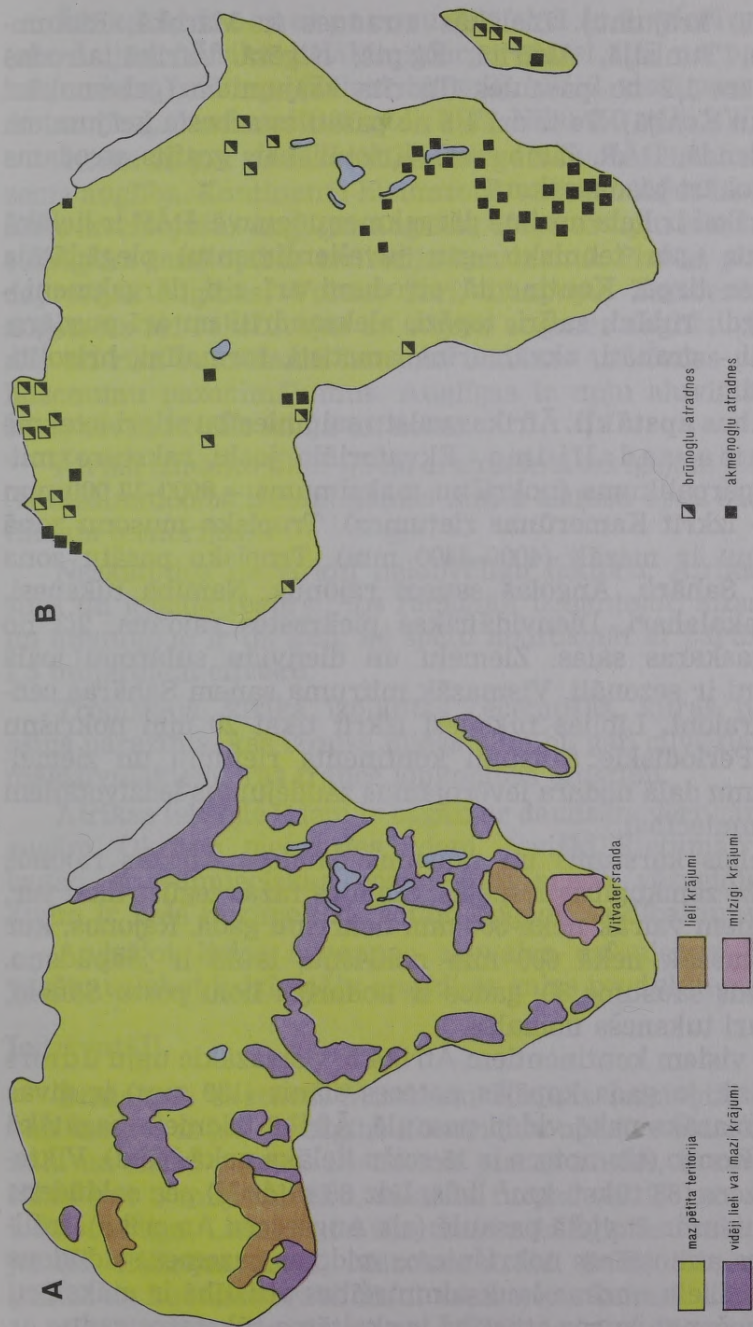 A
B
Vitvatersranda
maz pētīta teritorija
lieli krājumi
vidēji lieli vai mazi krājumi
milzīgi krājumi
brūnogļu atradnes
akmeņogļu atradnes